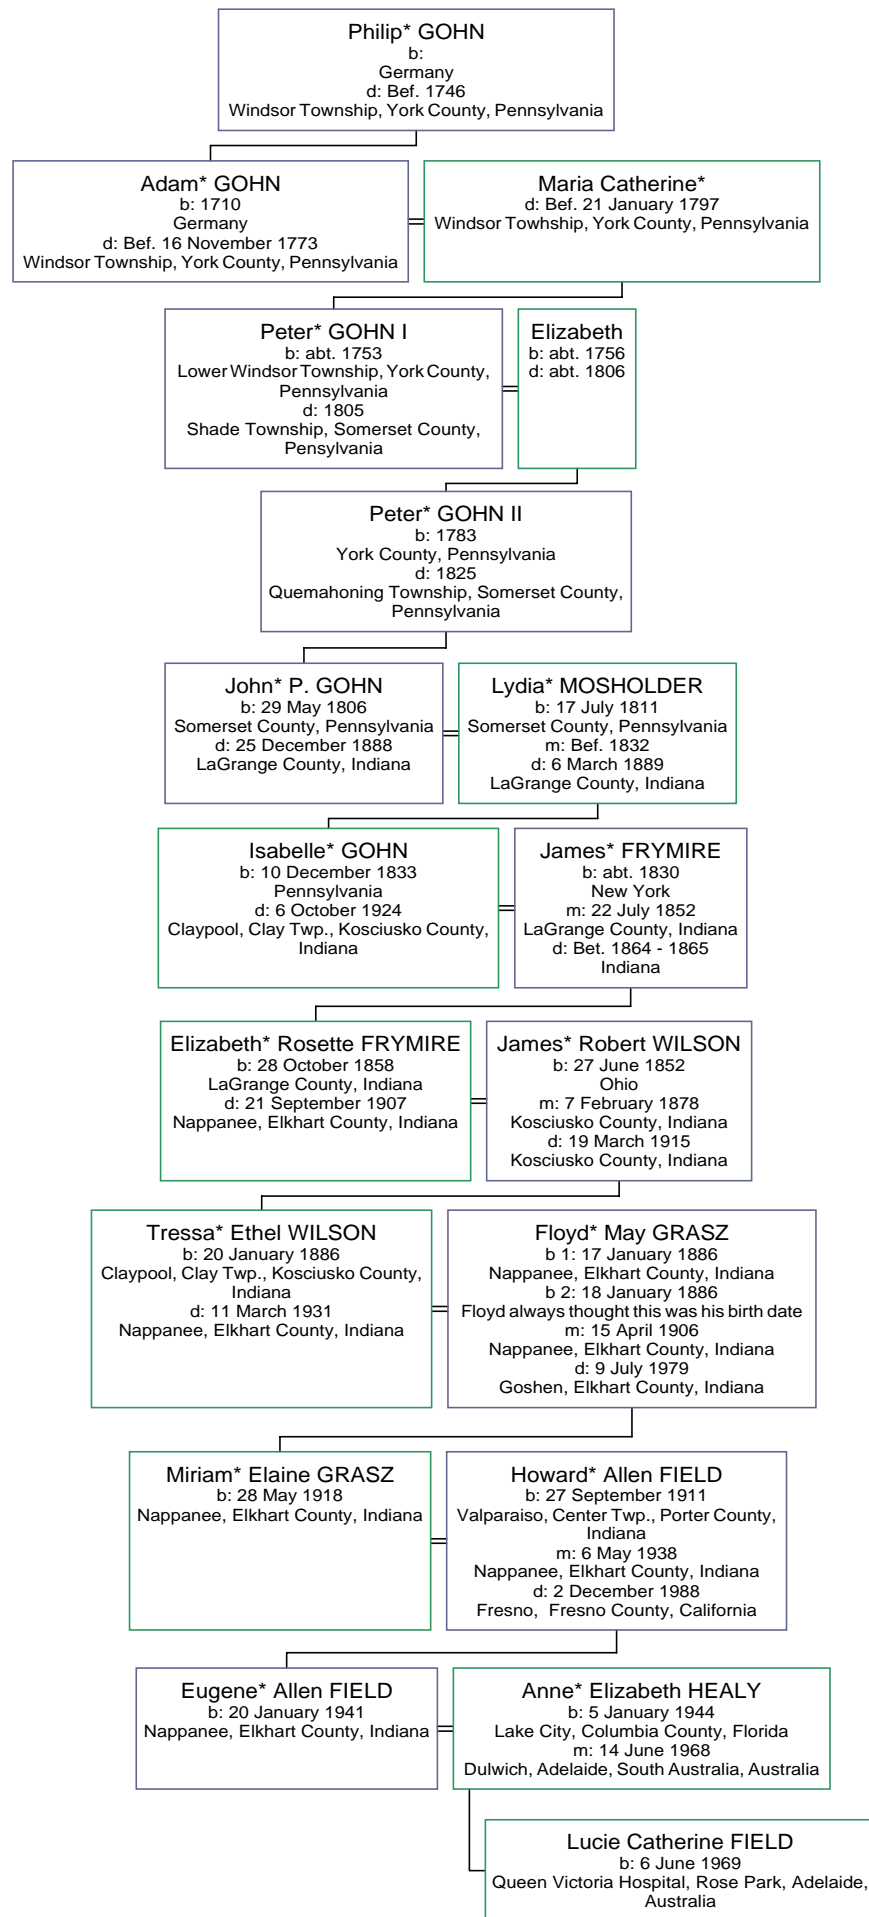 Philip* GOHN
b:
Germany
d: Bef. 1746
Windsor Township, York County, Pennsylvania
Adam* GOHN
b: 1710
Germany
d: Bef. 16 November 1773
Windsor Township, York County, Pennsylvania
Maria Catherine*
d: Bef. 21 January 1797
Windsor Towhship, York County, Pennsylvania
Peter* GOHN I
b: abt. 1753
Lower Windsor Township, York County,
Pennsylvania
d: 1805
Shade Township, Somerset County,
Pensylvania
Elizabeth
b: abt. 1756
d: abt. 1806
Peter* GOHN II
b: 1783
York County, Pennsylvania
d: 1825
Quemahoning Township, Somerset County,
Pennsylvania
John* P. GOHN
b: 29 May 1806
Somerset County, Pennsylvania
d: 25 December 1888
LaGrange County, Indiana
Lydia* MOSHOLDER
b: 17 July 1811
Somerset County, Pennsylvania
m: Bef. 1832
d: 6 March 1889
LaGrange County, Indiana
Isabelle* GOHN
b: 10 December 1833
Pennsylvania
d: 6 October 1924
Claypool, Clay Twp., Kosciusko County,
Indiana
James* FRYMIRE
b: abt. 1830
New York
m: 22 July 1852
LaGrange County, Indiana
d: Bet. 1864 - 1865
Indiana
Elizabeth* Rosette FRYMIRE
b: 28 October 1858
LaGrange County, Indiana
d: 21 September 1907
Nappanee, Elkhart County, Indiana
James* Robert WILSON
b: 27 June 1852
Ohio
m: 7 February 1878
Kosciusko County, Indiana
d: 19 March 1915
Kosciusko County, Indiana
Tressa* Ethel WILSON
b: 20 January 1886
Claypool, Clay Twp., Kosciusko County,
Indiana
d: 11 March 1931
Nappanee, Elkhart County, Indiana
Floyd* May GRASZ
b 1: 17 January 1886
Nappanee, Elkhart County, Indiana
b 2: 18 January 1886
Floyd always thought this was his birth date
m: 15 April 1906
Nappanee, Elkhart County, Indiana
d: 9 July 1979
Goshen, Elkhart County, Indiana
Miriam* Elaine GRASZ
b: 28 May 1918
Nappanee, Elkhart County, Indiana
Howard* Allen FIELD
b: 27 September 1911
Valparaiso, Center Twp., Porter County,
Indiana
m: 6 May 1938
Nappanee, Elkhart County, Indiana
d: 2 December 1988
Fresno, Fresno County, California
Eugene* Allen FIELD
b: 20 January 1941
Nappanee, Elkhart County, Indiana
Anne* Elizabeth HEALY
b: 5 January 1944
Lake City, Columbia County, Florida
m: 14 June 1968
Dulwich, Adelaide, South Australia, Australia
Lucie Catherine FIELD
b: 6 June 1969
Queen Victoria Hospital, Rose Park, Adelaide,
Australia